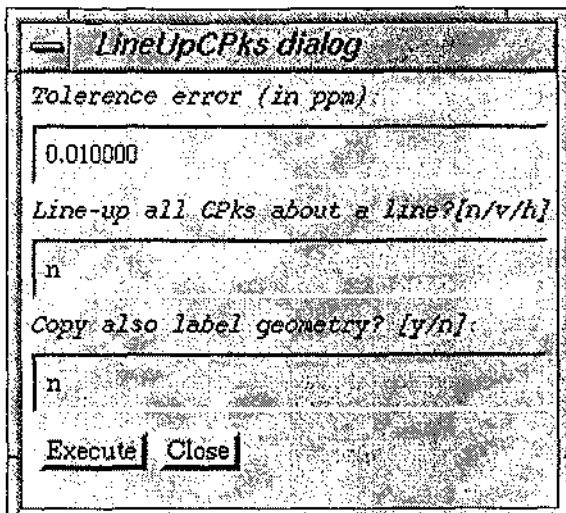 LineUpCPks dialog
Tolerence error (in ppm):
0.010000
Line-up all CPks about a line?[n/v/h]
n
Copy also label geometry? [y/n]:
n
Execute Close